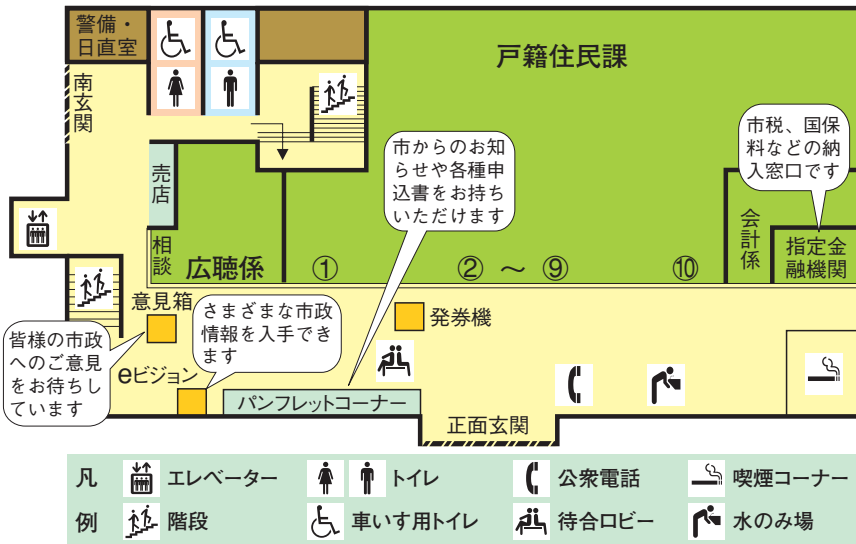 警備・
日直室
戸籍住民課
南玄関
市からのお知
らせや各種申
込書をお持ち
いただけます
市税、国保
料などの納
入窓口です
売店
相談
広聴係
①
②～⑨
⑩
会計係
指定金
融機関
意見箱
さまざまな市政
情報を入手でき
ます
発券機
皆様の市政
へのご意見
をお待ちし
ています
eビジョン
パンフレットコーナー
正面玄関
凡例
エレベーター
トイレ
公衆電話
喫煙コーナー
階段
車いす用トイレ
待合ロビー
水のみ場